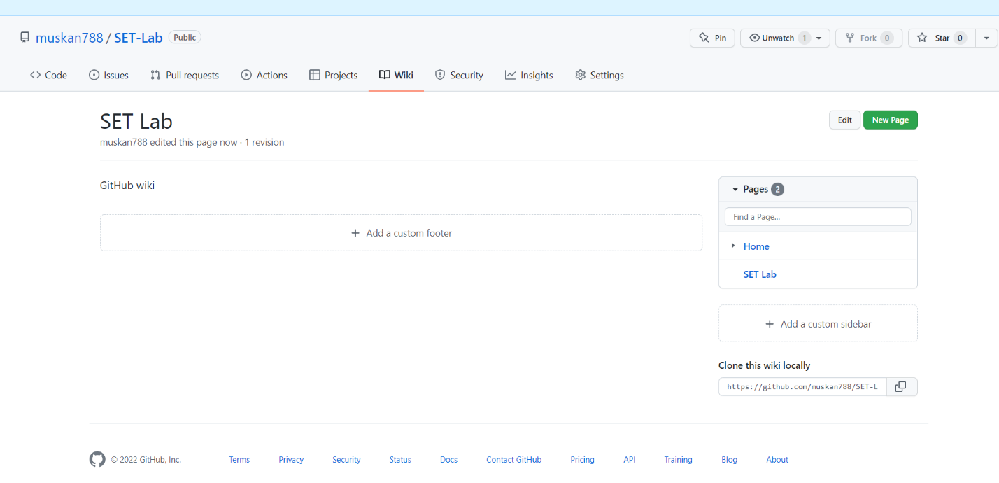 muskan788 / SET-Lab Public
Pin Unwatch 1 Fork 0 Star 0
Code Issues Pull requests Actions Projects Wiki Security Insights Settings
SET Lab
Edit New Page
muskan788 edited this page now · 1 revision
GitHub wiki
+ Add a custom footer
Pages 2
Find a Page...
Home
SET Lab
+ Add a custom sidebar
Clone this wiki locally
https://github.com/muskan788/SET-L
© 2022 GitHub, Inc. Terms Privacy Security Status Docs Contact GitHub Pricing API Training Blog About